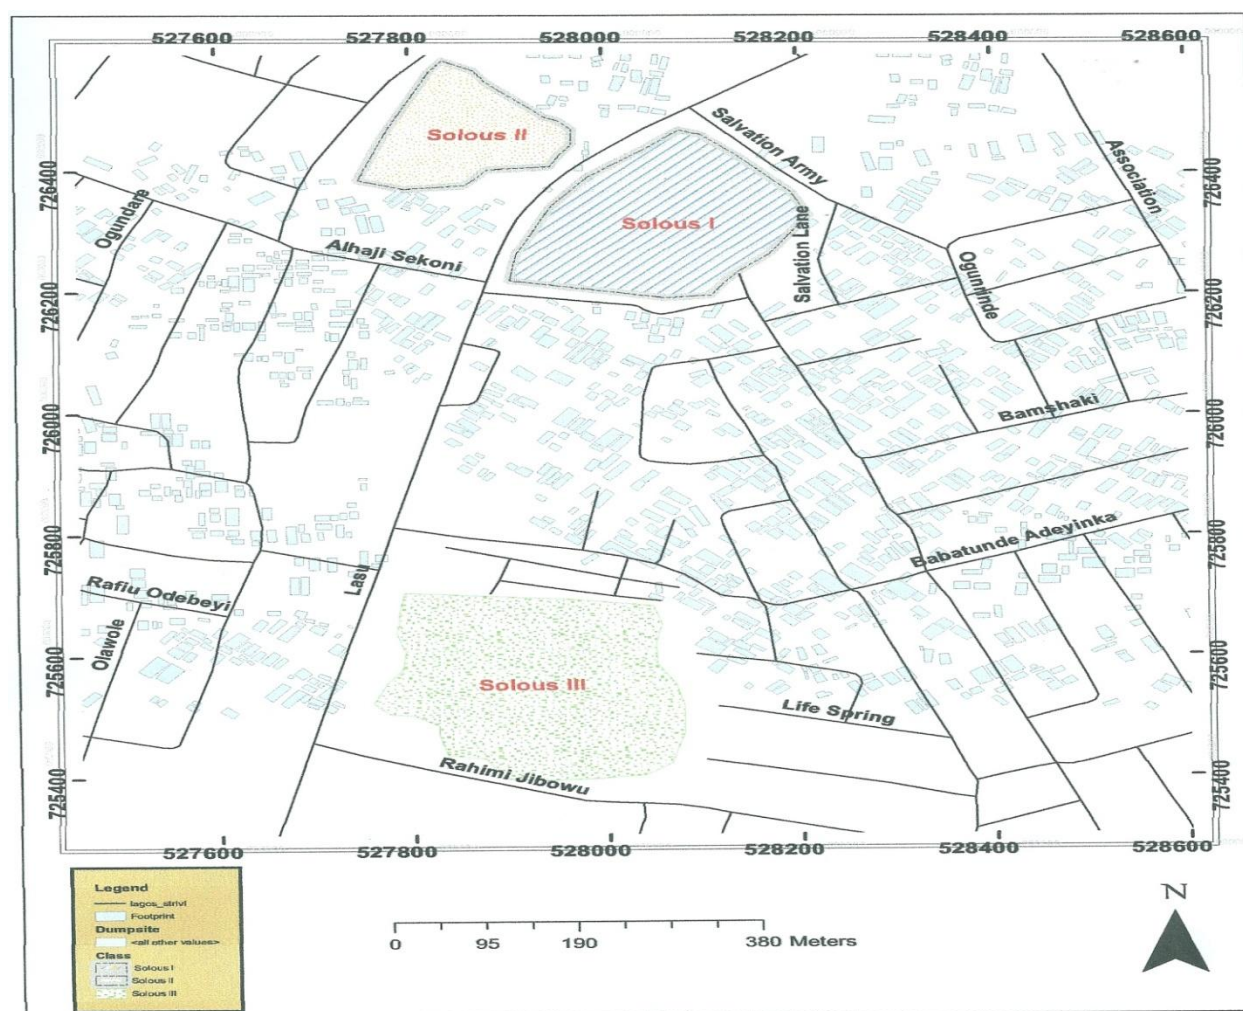 527600 527800 528000 528200 528400 528600
Solous II
Salvation Army
Association
726400
726400
Ogundare
Solous I
Alhaji Sekoni
Salvation Lane
Ogunrinde
726200
726200
Bamshaki
726000
726000
Babatunde Adeyinka
725800
725800
Lasu
Rafiu Odebeyi
Olawole
725600
725600
Solous III
Life Spring
Rahimi Jibowu
725400
725400
527600 527800 528000 528200 528400 528600
Legend
Footprint
Dumpsite
<all other values>
Class
Solous I
Solous II
Solous III
0 95 190 380 Meters
N